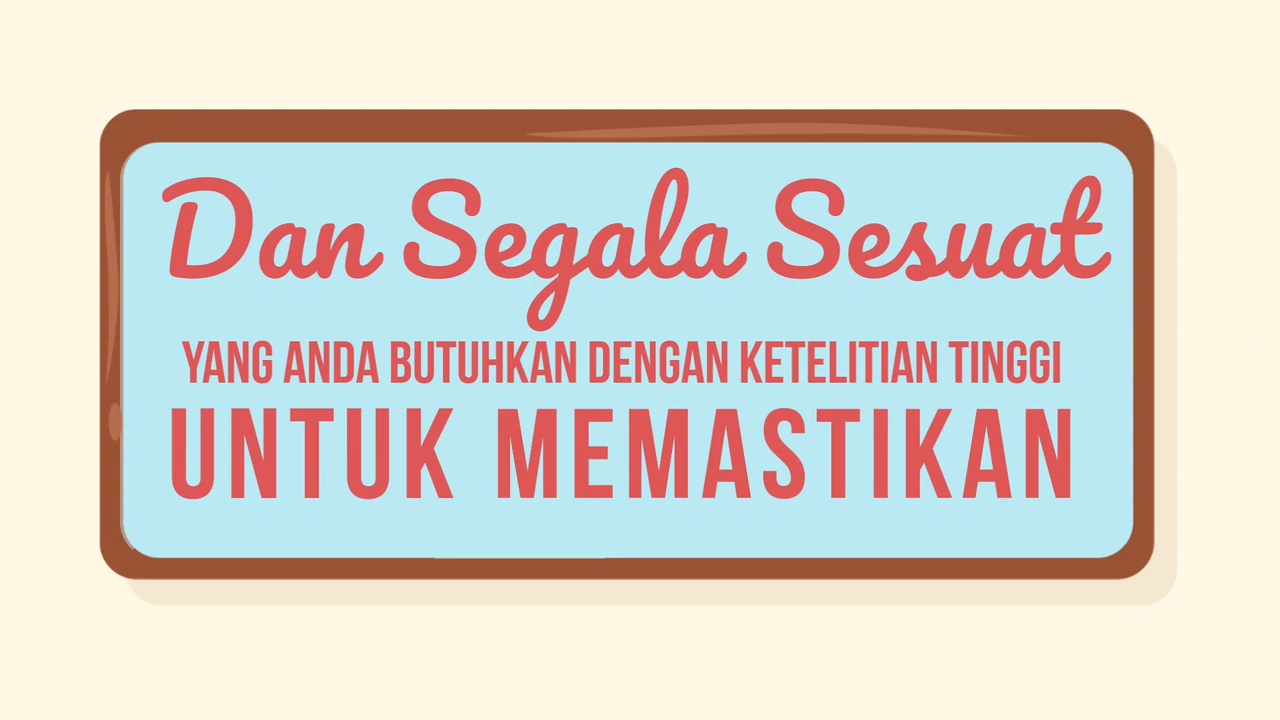 Dan Segala Sesuat
YANG ANDA BUTUHKAN DENGAN KETELITIAN TINGGI
UNTUK MEMASTIKAN